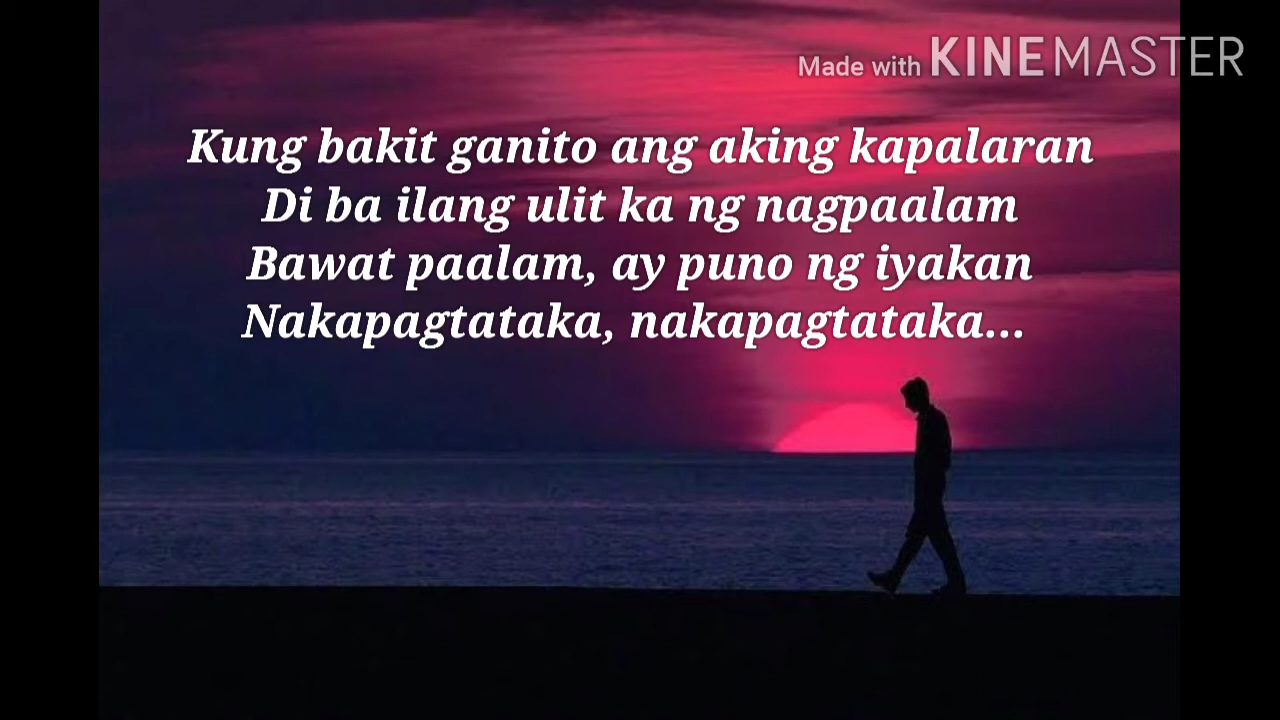 Made with KINEMASTER
Kung bakit ganito ang aking kapalaran
Di ba ilang ulit ka ng nagpaalam
Bawat paalam, ay puno ng iyakan
Nakapagtataka, nakapagtataka...